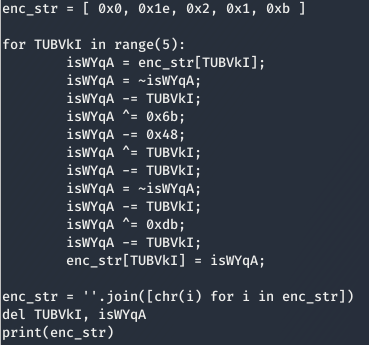 enc_str = [ 0x0, 0x1e, 0x2, 0x1, 0xb ]

for TUBVkI in range(5):
        isWYqA = enc_str[TUBVkI];
        isWYqA = ~isWYqA;
        isWYqA -= TUBVkI;
        isWYqA ^= 0x6b;
        isWYqA -= 0x48;
        isWYqA ^= TUBVkI;
        isWYqA -= TUBVkI;
        isWYqA = ~isWYqA;
        isWYqA -= TUBVkI;
        isWYqA ^= 0xdb;
        isWYqA -= TUBVkI;
        enc_str[TUBVkI] = isWYqA;

enc_str = ''.join([chr(i) for i in enc_str])
del TUBVkI, isWYqA
print(enc_str)